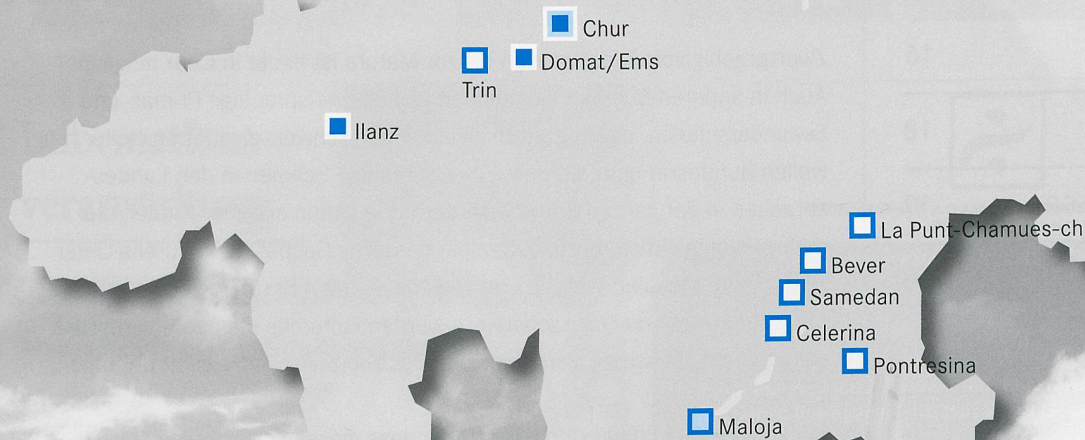 Chur
Domat/Ems
Trin
Ilanz
La Punt-Chamues-ch
Bever
Samedan
Celerina
Pontresina
Maloja